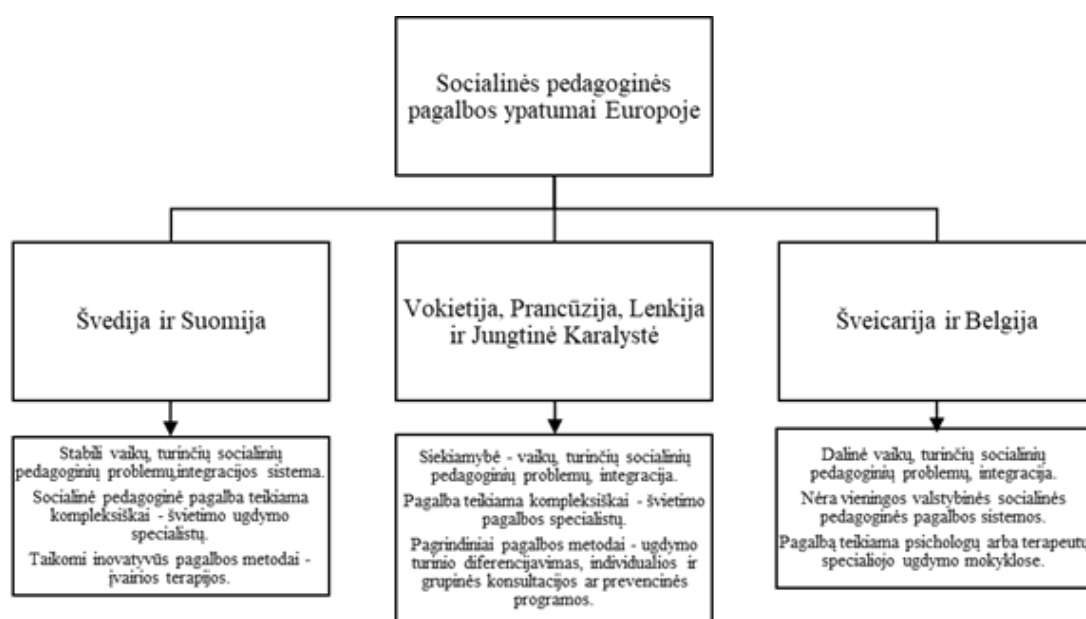 Socialinės pedagoginės
pagalbos ypatumai Europoje
Švedija ir Suomija
Vokietija, Prancūzija, Lenkija
ir Jungtinė Karalystė
Šveicarija ir Belgija
Stabili vaikų, turinčių socialinių
pedagoginių problemų,integracijos sistema.
Socialinė pedagoginė pagalba teikiama
kompleksiškai - švietimo ugdymo
specialistų.
Taikomi inovatyvūs pagalbos metodai -
įvairios terapijos.
Siekiamybė - vaikų, turinčių socialinių
pedagoginių problemų, integracija.
Pagalba teikiama kompleksiškai - švietimo
pagalbos specialistų.
Pagrindiniai pagalbos metodai - ugdymo
turinio diferencijavimas, individualios ir
grupinės konsultacijos ar prevencinės
programos.
Dalinė vaikų, turinčių socialinių
pedagoginių problemų, integracija.
Nėra vieningos valstybinės socialinės
pedagoginės pagalbos sistemos.
Pagalbą teikiama psichologų arba terapeutų
specialiojo ugdymo mokyklose.